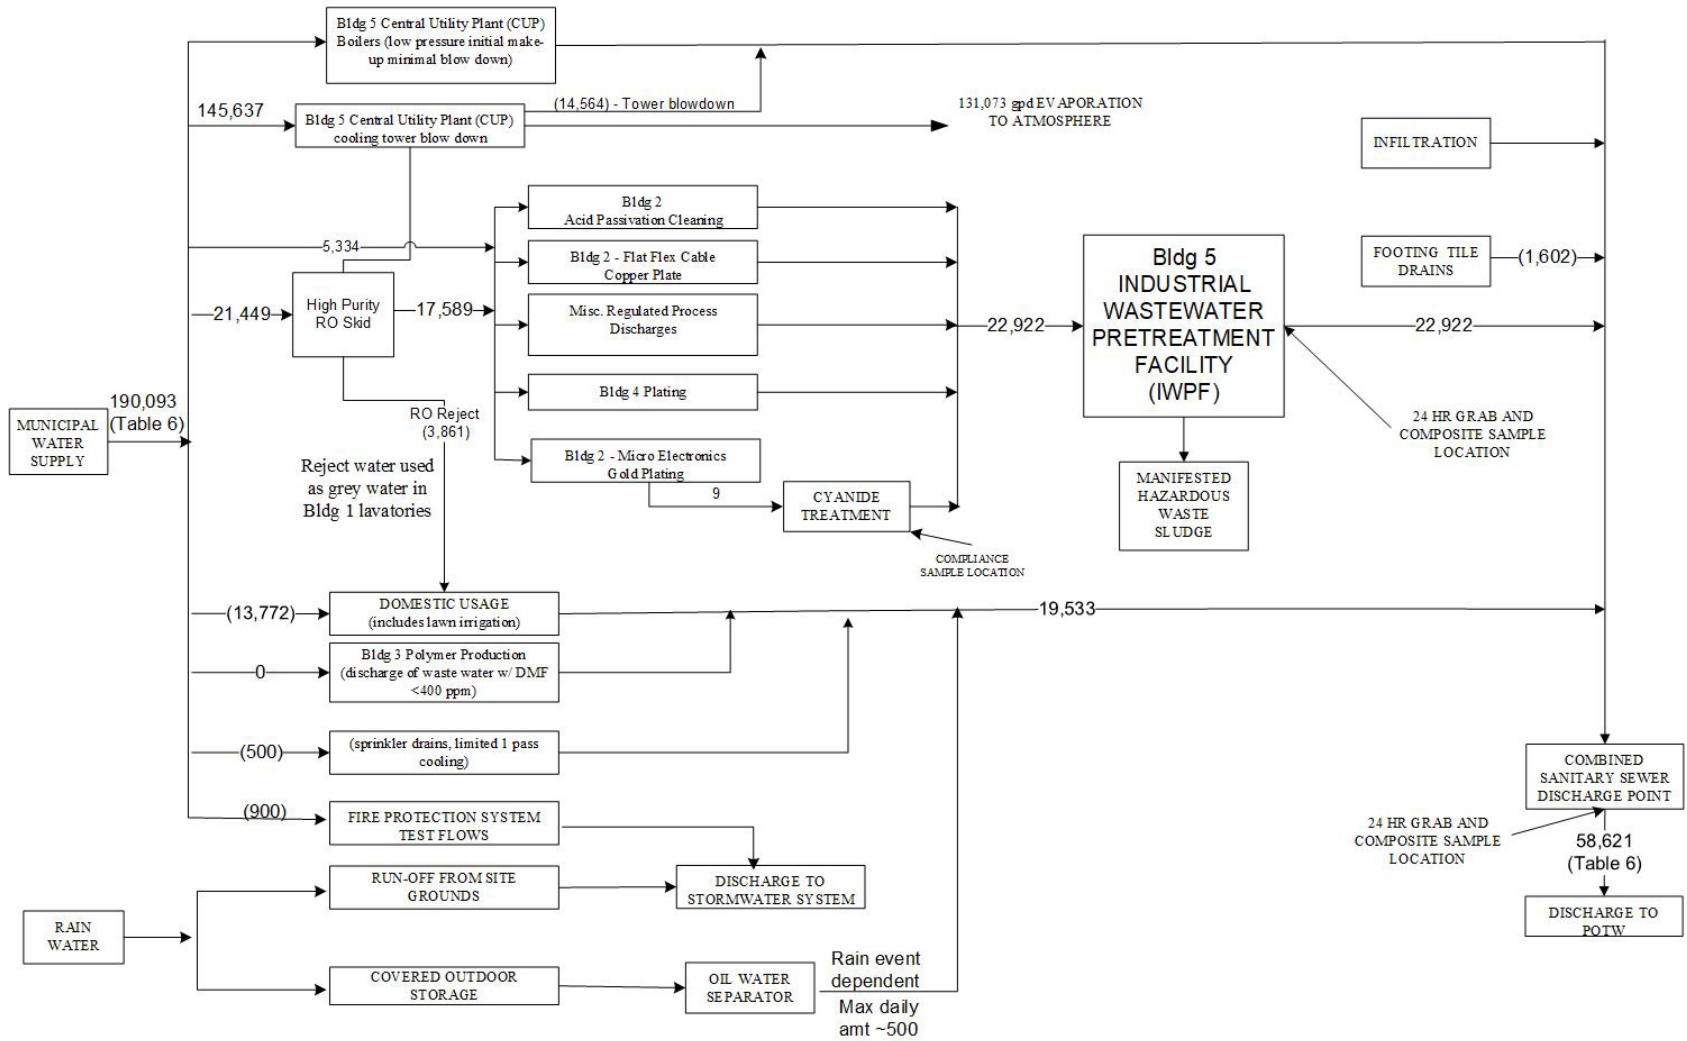 Bldg 5 Central Utility Plant (CUP)
Boilers (low pressure initial make-
up minimal blow down)
145,637
Bldg 5 Central Utility Plant (CUP)
cooling tower blow down
(14,564) - Tower blowdown
131,073 gpd EVAPORATION
TO ATMOSPHERE
INFILTRATION
Bldg 2
Acid Passivation Cleaning
5,334
Bldg 2 - Flat Flex Cable
Copper Plate
FOOTING TILE
DRAINS
(1,602)
21,449
High Purity
RO Skid
17,589
Misc. Regulated Process
Discharges
22,922
Bldg 5
INDUSTRIAL
WASTEWATER
PRETREATMENT
FACILITY
(IWPF)
22,922
Bldg 4 Plating
24 HR GRAB AND
COMPOSITE SAMPLE
LOCATION
MUNICIPAL
WATER
SUPPLY
190,093
(Table 6)
RO Reject
(3,861)
Reject water used
as grey water in
Bldg 1 lavatories
Bldg 2 - Micro Electronics
Gold Plating
9
CYANIDE
TREATMENT
COMPLIANCE
SAMPLE LOCATION
MANIFESTED
HAZARDOUS
WASTE
SLUDGE
(13,772)
DOMESTIC USAGE
(includes lawn irrigation)
19,533
0
Bldg 3 Polymer Production
(discharge of waste water w/ DMF
<400 ppm)
(500)
(sprinkler drains, limited 1 pass
cooling)
COMBINED
SANITARY SEWER
DISCHARGE POINT
(900)
FIRE PROTECTION SYSTEM
TEST FLOWS
24 HR GRAB AND
COMPOSITE SAMPLE
LOCATION
58,621
(Table 6)
RUN-OFF FROM SITE
GROUNDS
DISCHARGE TO
STORMWATER SYSTEM
DISCHARGE TO
POTW
RAIN
WATER
COVERED OUTDOOR
STORAGE
OIL WATER
SEPARATOR
Rain event
dependent
Max daily
amt ~500